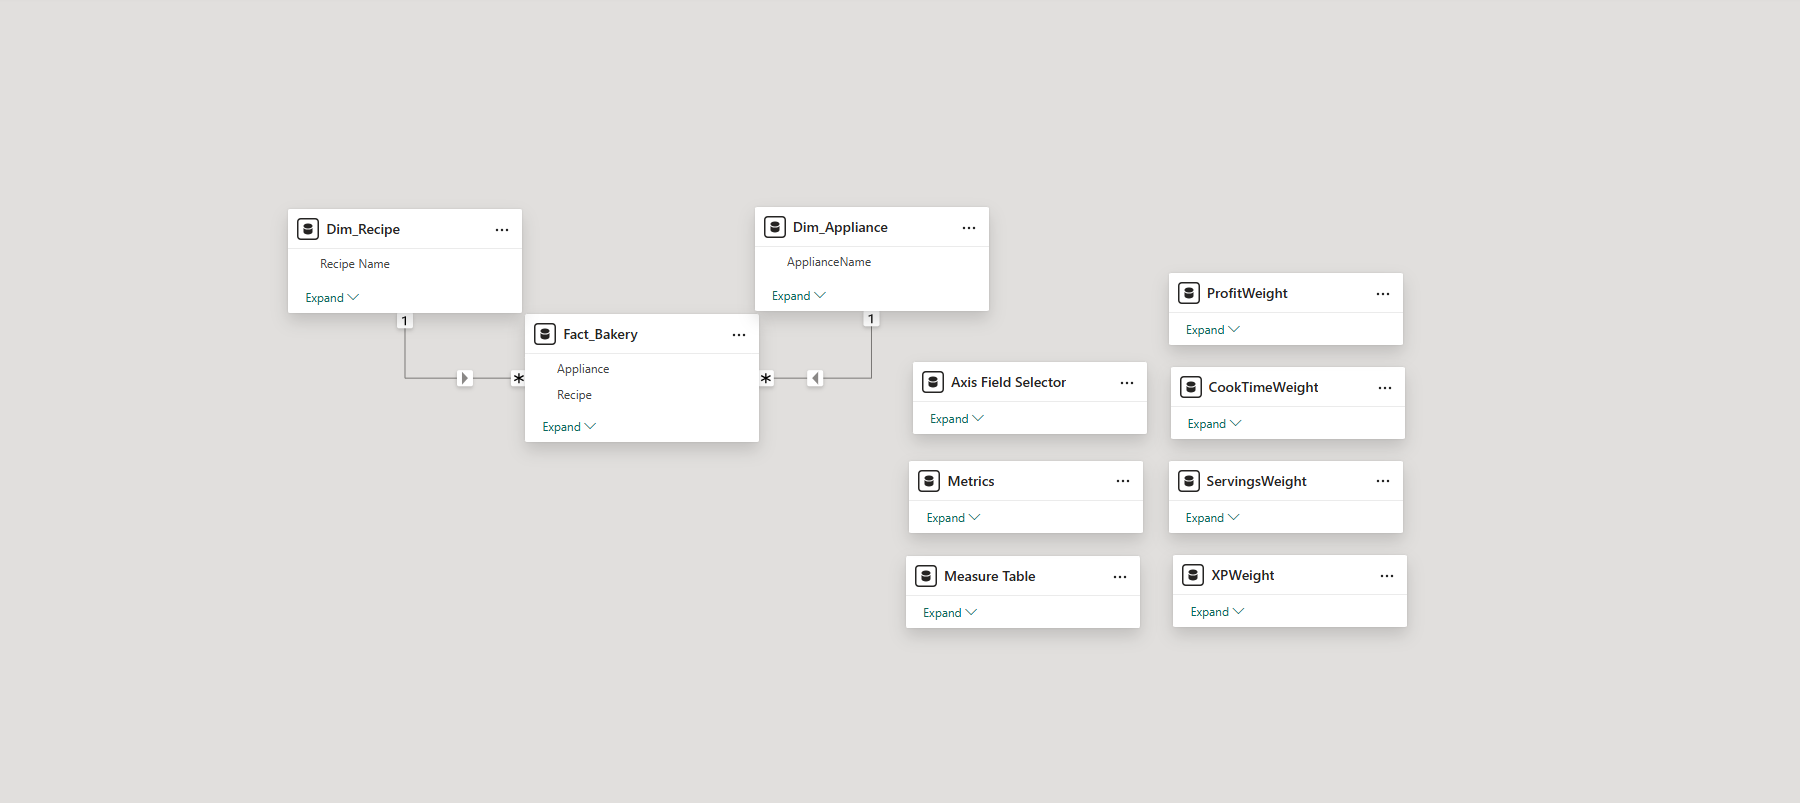 Dim_Recipe
Recipe Name
Expand
1
Dim_Appliance
ApplianceName
Expand
1
Fact_Bakery
Appliance
Recipe
Expand
*
*
Axis Field Selector
Expand
Metrics
Expand
Measure Table
Expand
ProfitWeight
Expand
CookTimeWeight
Expand
ServingsWeight
Expand
XPWeight
Expand